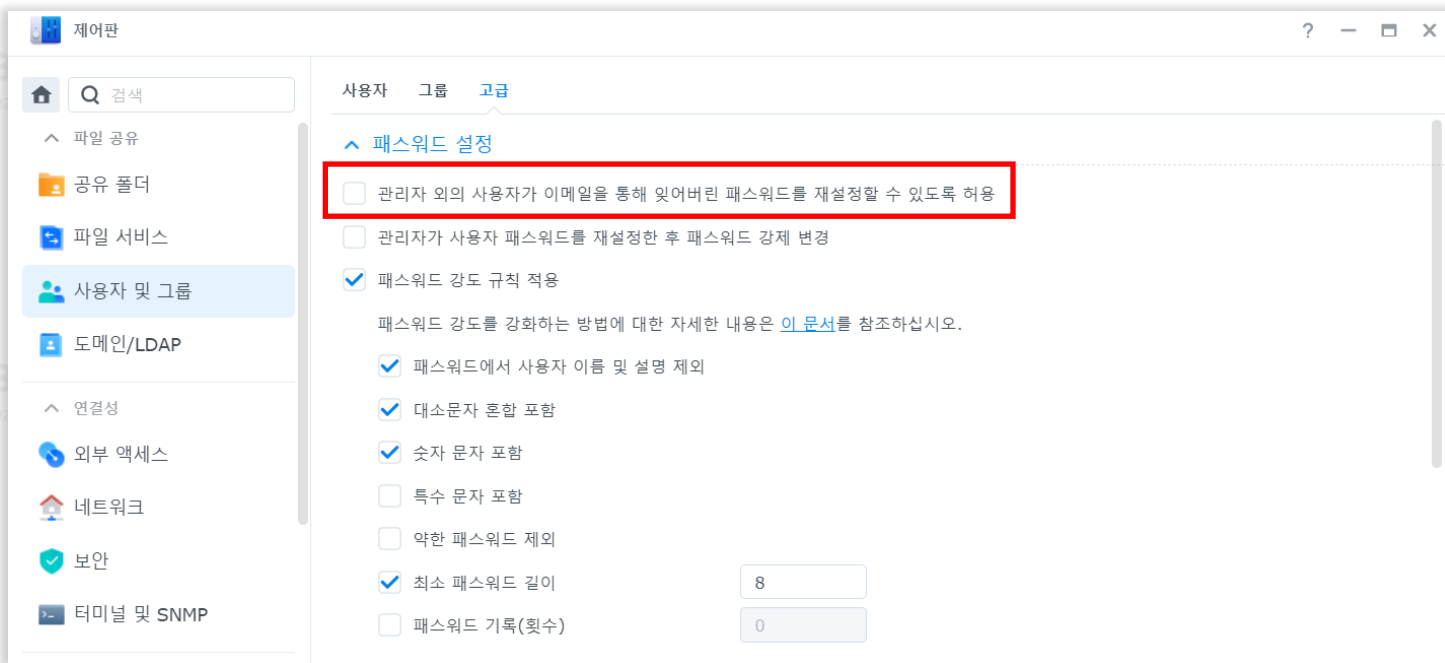 제어판
?
검색
파일 공유
공유 폴더
파일 서비스
사용자 및 그룹
도메인/LDAP
연결성
외부 액세스
네트워크
보안
터미널 및 SNMP
사용자 그룹 고급
패스워드 설정
관리자 외의 사용자가 이메일을 통해 잊어버린 패스워드를 재설정할 수 있도록 허용
관리자가 사용자 패스워드를 재설정한 후 패스워드 강제 변경
패스워드 강도 규칙 적용
패스워드 강도를 강화하는 방법에 대한 자세한 내용은 이 문서를 참조하십시오.
패스워드에서 사용자 이름 및 설명 제외
대소문자 혼합 포함
숫자 문자 포함
특수 문자 포함
약한 패스워드 제외
최소 패스워드 길이 8
패스워드 기록(횟수) 0